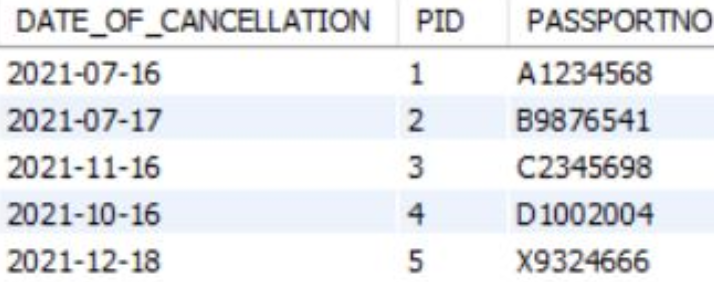 DATE_OF_CANCELLATION PID PASSPORTNO
2021-07-16 1 A1234568
2021-07-17 2 B9876541
2021-11-16 3 C2345698
2021-10-16 4 D1002004
2021-12-18 5 X9324666